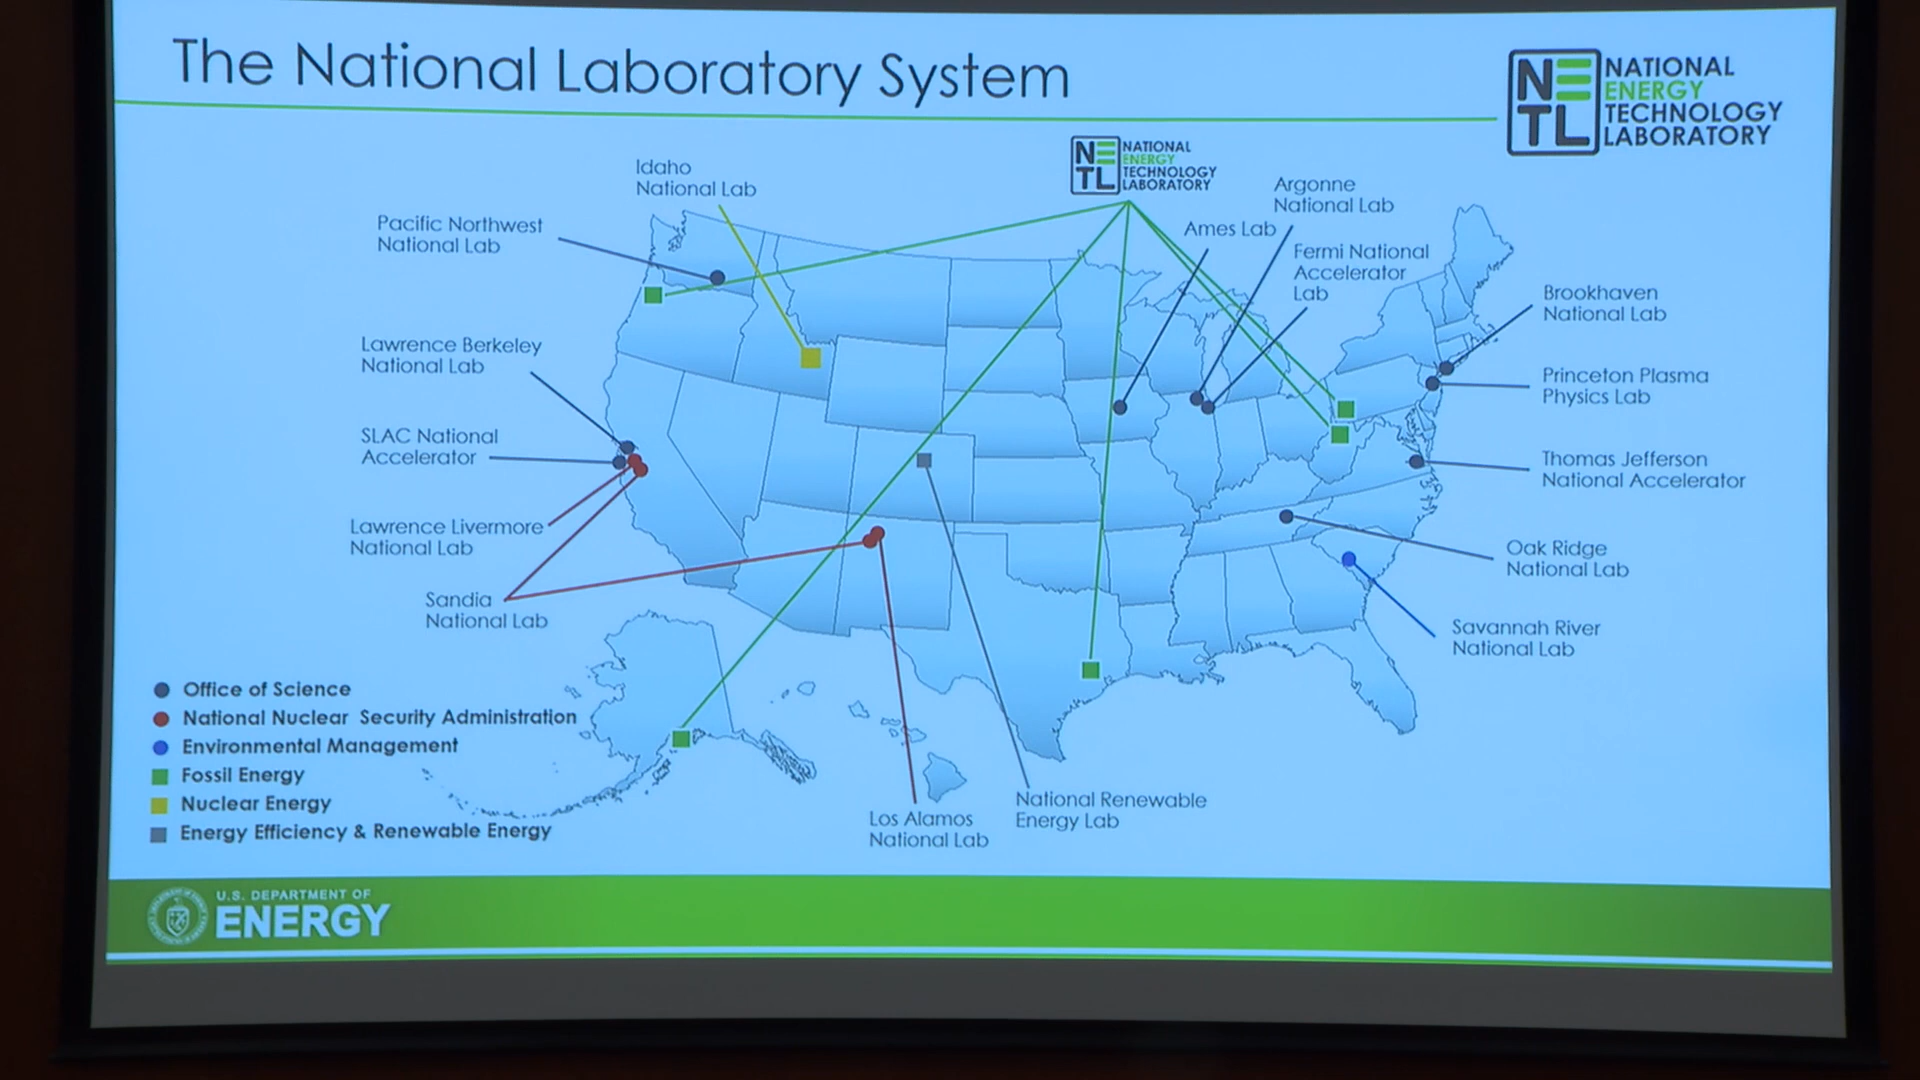 The National Laboratory System
NETL
NATIONAL
ENERGY
TECHNOLOGY
LABORATORY
NETL
NATIONAL
ENERGY
TECHNOLOGY
LABORATORY
Idaho
National Lab
Argonne
National Lab
Pacific Northwest
National Lab
Ames Lab
Fermi National
Accelerator
Lab
Brookhaven
National Lab
Lawrence Berkeley
National Lab
Princeton Plasma
Physics Lab
SLAC National
Accelerator
Thomas Jefferson
National Accelerator
Lawrence Livermore
National Lab
Oak Ridge
National Lab
Sandia
National Lab
Savannah River
National Lab
Office of Science
National Nuclear Security Administration
Environmental Management
Fossil Energy
Nuclear Energy
Energy Efficiency & Renewable Energy
National Renewable
Energy Lab
Los Alamos
National Lab
U.S. DEPARTMENT OF
ENERGY